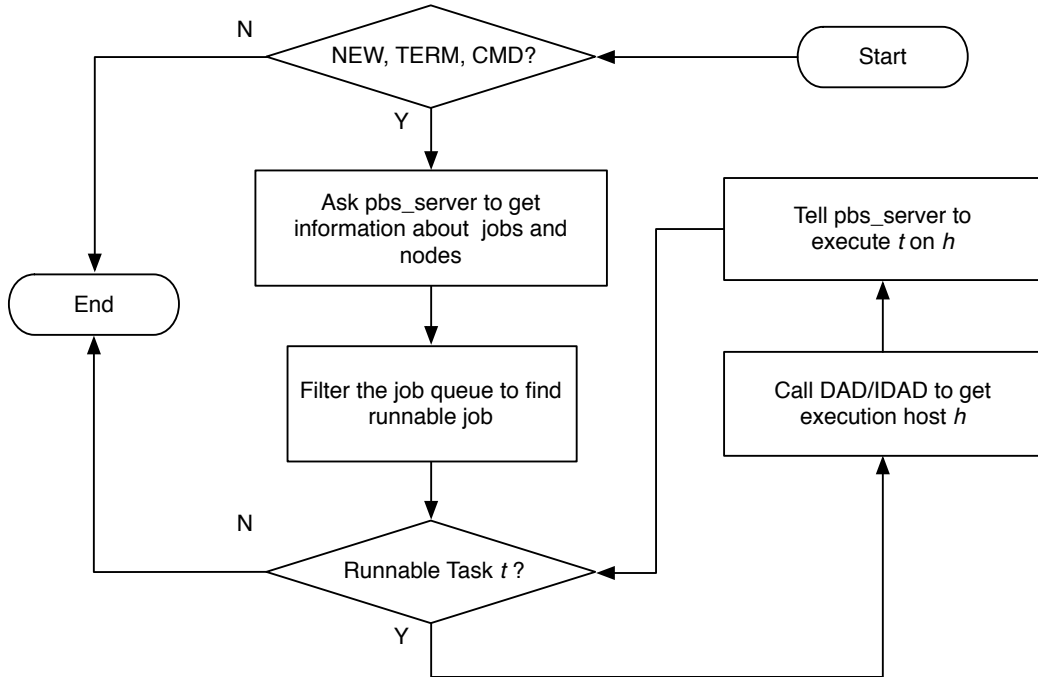 N
NEW, TERM, CMD?
Start
Y
Ask pbs_server to get
information about jobs and
nodes
Tell pbs_server to
execute t on h
End
Filter the job queue to find
runnable job
Call DAD/IDAD to get
execution host h
N
Runnable Task t ?
Y